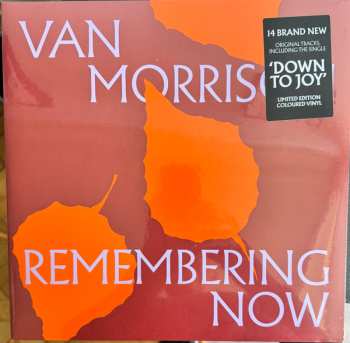 VAN
MORRISO
14 BRAND NEW
ORIGINAL TRACKS,
INCLUDING THE SINGLE
'DOWN
TO JOY'
LIMITED EDITION
COLOURED VINYL
REMEMBERING
NOW